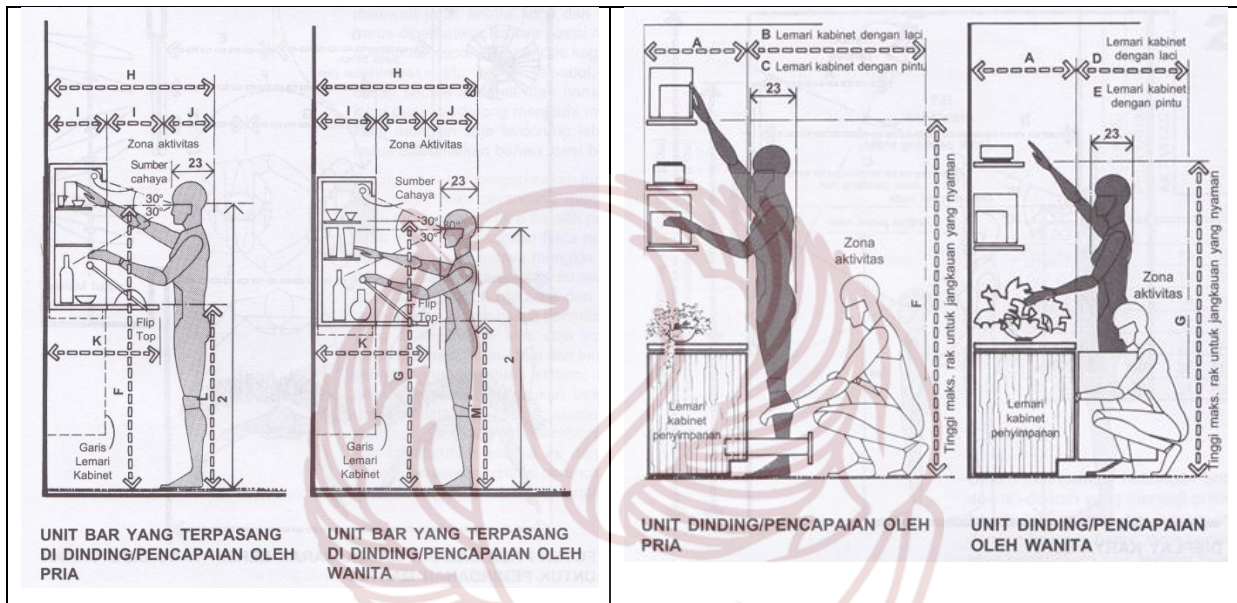 H
I
I
J
Zona aktivitas
Sumber
cahaya
23
30°
30°
Flip
Top
K
F
L
2
Garis
Lemari
Kabinet
UNIT BAR YANG TERPASANG
DI DINDING/PENCAPAIAN OLEH
PRIA
H
I
I
J
Zona Aktivitas
Sumber
Cahaya
23
30°
30°
Flip
Top
K
G
M
2
Garis
Lemari
Kabinet
UNIT BAR YANG TERPASANG
DI DINDING/PENCAPAIAN OLEH
WANITA
A
B Lemari kabinet dengan laci
C Lemari kabinet dengan pintu
23
Zona
aktivitas
F
Tinggi maks. rak untuk jangkauan yang nyaman
Lemari
kabinet
penyimpanan
UNIT DINDING/PENCAPAIAN OLEH
PRIA
A
Lemari kabinet
D dengan laci
E Lemari kabinet
dengan pintu
23
Zona
aktivitas
G
Tinggi maks. rak untuk jangkauan yang nyaman
Lemari
kabinet
penyimpanan
UNIT DINDING/PENCAPAIAN
OLEH WANITA